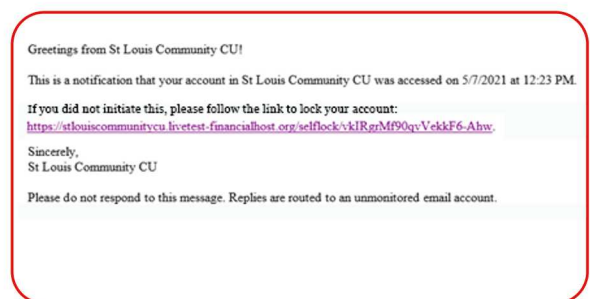 Greetings from St Louis Community CU!
This is a notification that your account in St Louis Community CU was accessed on 5/7/2021 at 12:23 PM.
If you did not initiate this, please follow the link to lock your account:
https://stlouiscommunitycu.livetest-financialhost.org/selflock/vkIRgrMf90qvVekkF6-Ahw.
Sincerely,
St Louis Community CU
Please do not respond to this message. Replies are routed to an unmonitored email account.